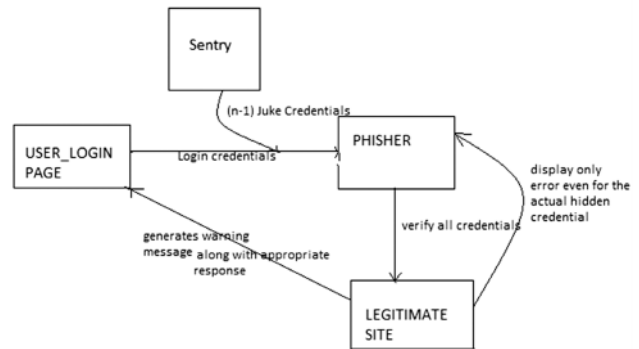 Sentry
(n-1) Juke Credentials
USER_LOGIN
PAGE
Login credentials
PHISHER
display only
error even for the
actual hidden
credential
verify all credentials
generates warning
message
along with appropriate
response
LEGITIMATE
SITE